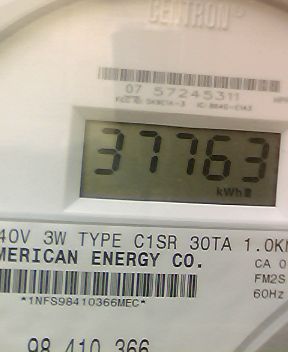 CENTRON®
07 57245311
37763
kWh
40V 3W TYPE C1SR 30TA 1.0K
MERICAN ENERGY CO.
CA 0
FM2S
*1NFS98410366MEC*
60Hz
98 410 366